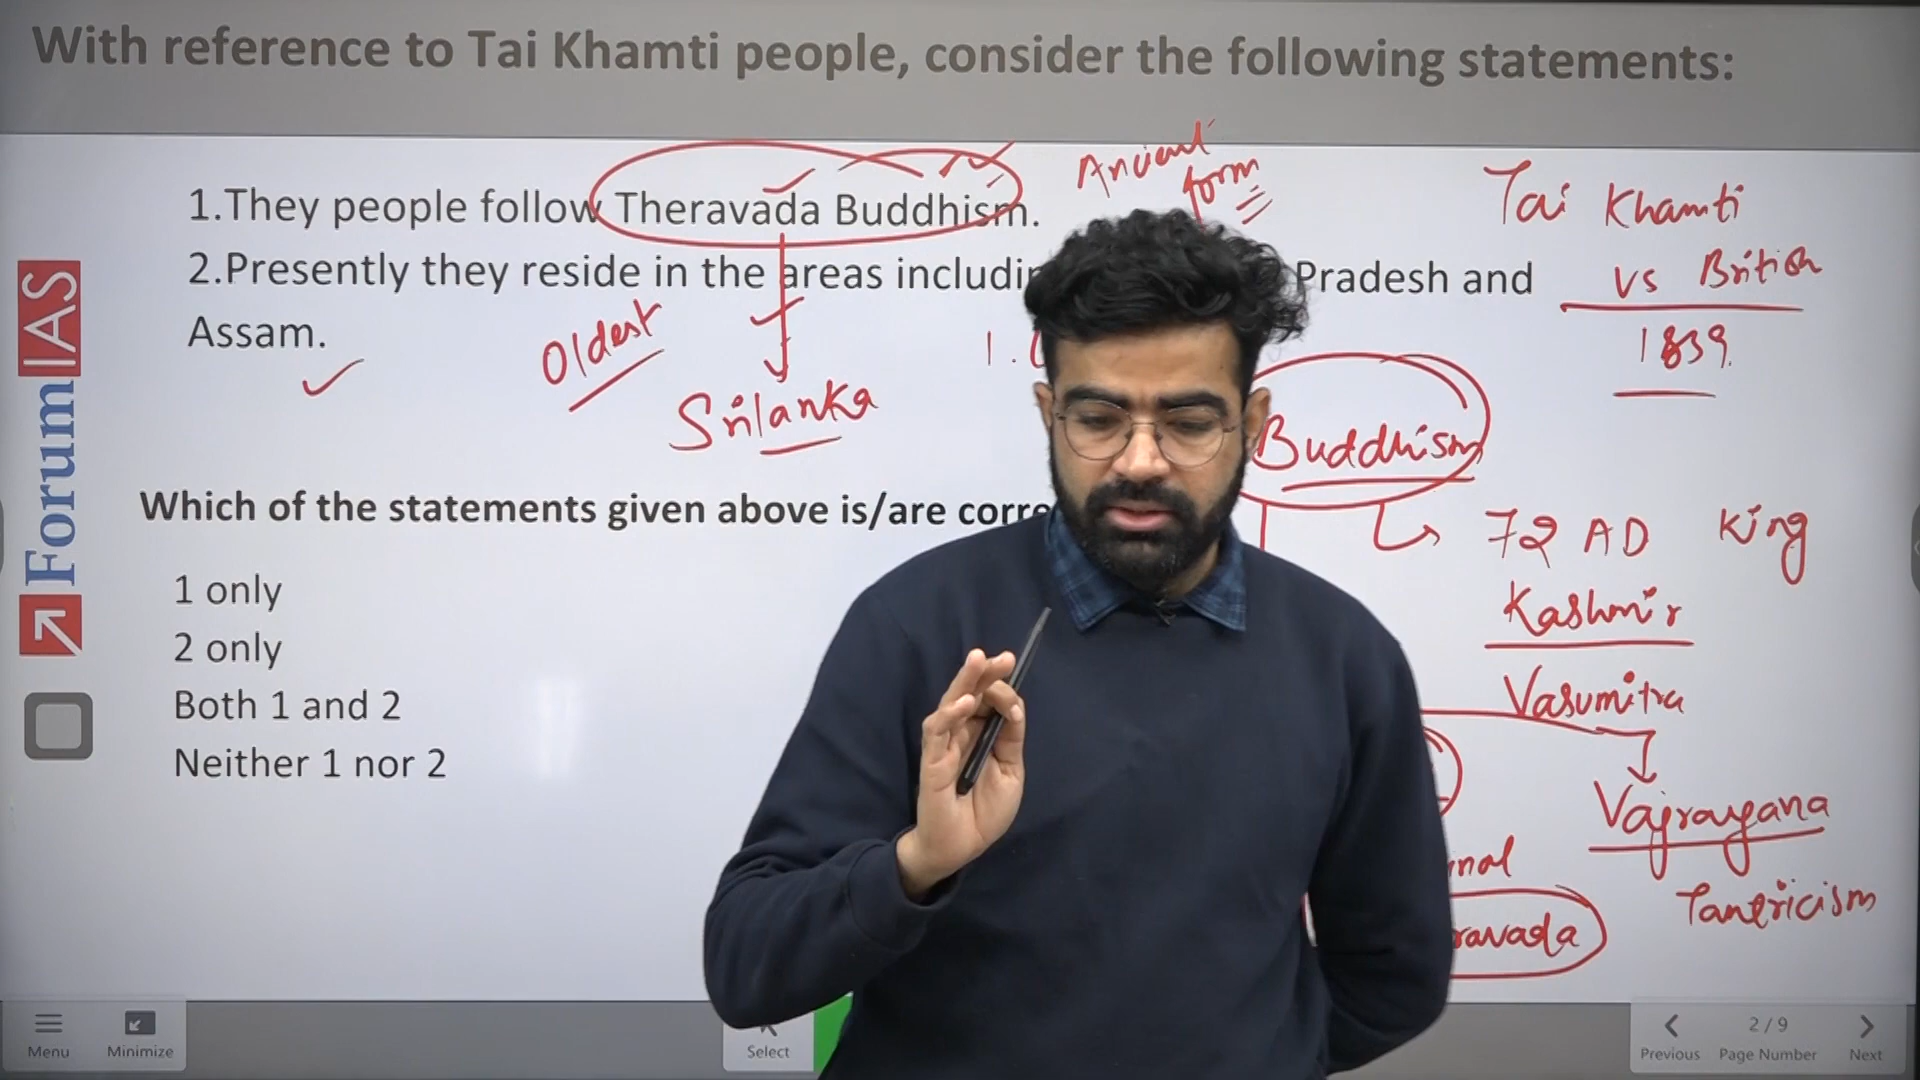 With reference to Tai Khamti people, consider the following statements:
1.They people follow Theravada Buddhism.
2.Presently they reside in the areas includi Pradesh and
Assam.
Ancient
form
Tai Khamti
vs British
1839
Oldest
Srilanka
1.
Buddhism
72 AD King
Kashmir
Vasumitra
Vajrayana
Tantricism
inal
ravada
Which of the statements given above is/are corre
1 only
2 only
Both 1 and 2
Neither 1 nor 2
Forum|IAS
Menu
Minimize
Select
2 / 9
Previous
Page Number
Next